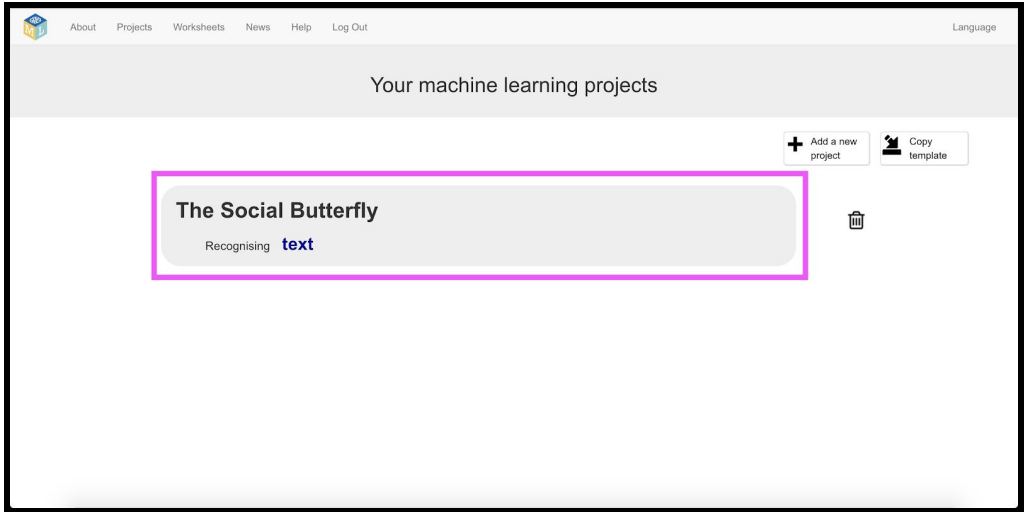 About Projects Worksheets News Help Log Out Language
Your machine learning projects
Add a new project
Copy template
The Social Butterfly
Recognising text